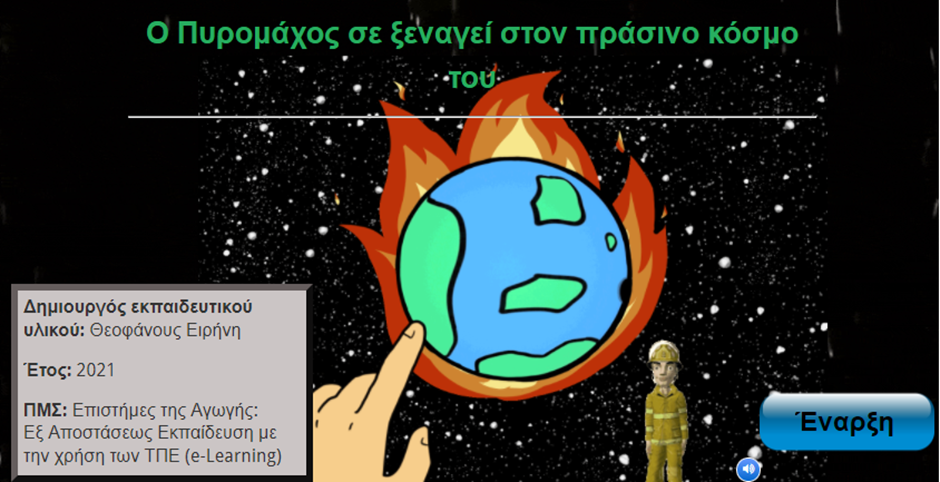 Ο Πυρομάχος σε ξεναγεί στον πράσινο κόσμο
του
Δημιουργός εκπαιδευτικού
υλικού: Θεοφάνους Ειρήνη
Έτος: 2021
ΠΜΣ: Επιστήμες της Αγωγής:
Εξ Αποστάσεως Εκπαίδευση με
την χρήση των ΤΠΕ (e-Learning)
Έναρξη